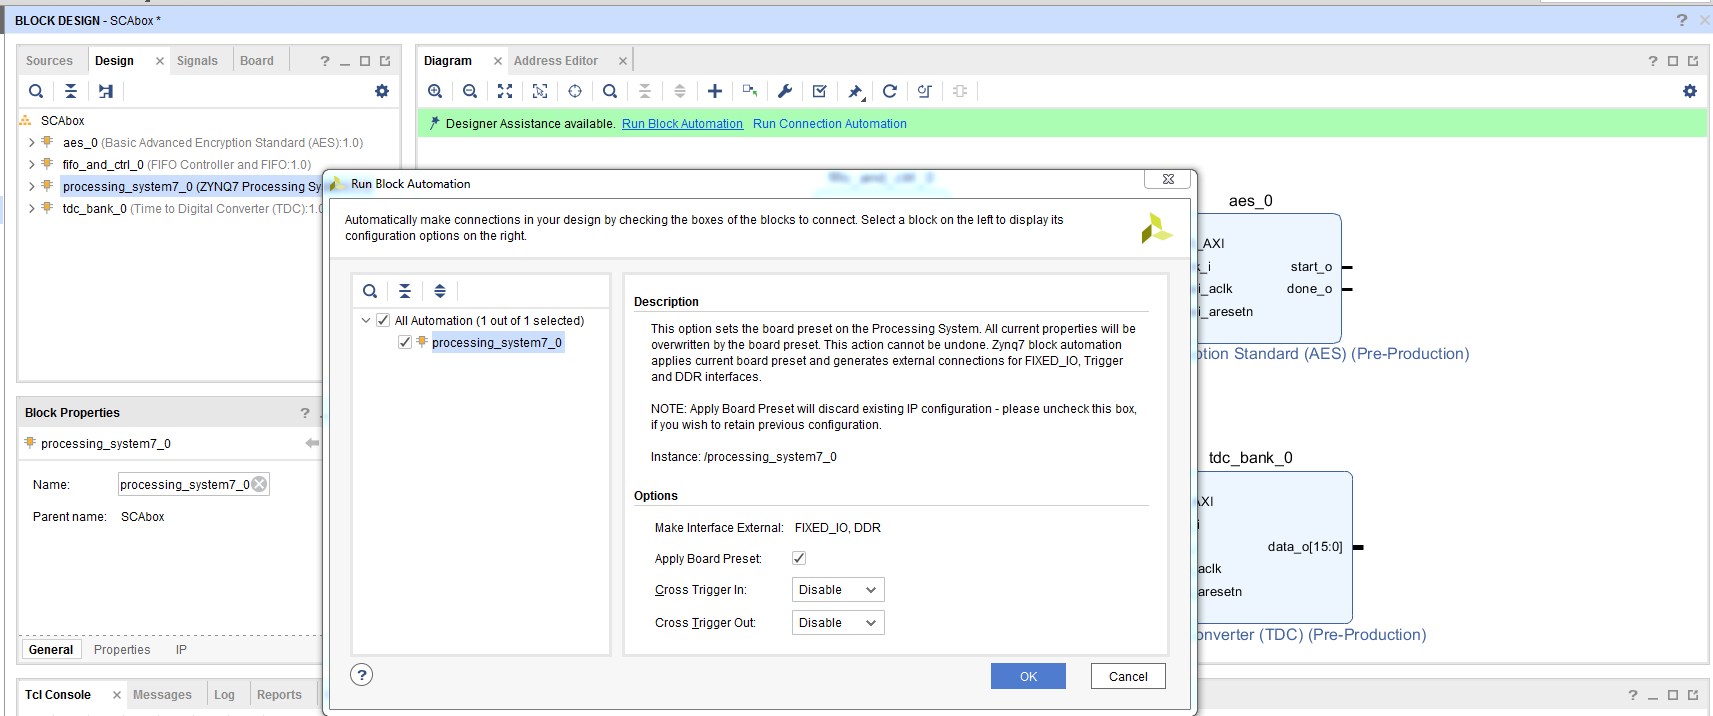 BLOCK DESIGN - SCAbox *
Sources Design Signals Board
SCAbox
aes_0 (Basic Advanced Encryption Standard (AES):1.0)
fifo_and_ctrl_0 (FIFO Controller and FIFO:1.0)
processing_system7_0 (ZYNQ7 Processing Sy
tdc_bank_0 (Time to Digital Converter (TDC):1.0
Block Properties
processing_system7_0
Name: processing_system7_0
Parent name: SCAbox
General Properties IP
Tcl Console Messages Log Reports
Diagram Address Editor
Designer Assistance available. Run Block Automation Run Connection Automation
aes_0
_AXI
k_i
start_o
i_aclk
done_o
i_aresetn
ption Standard (AES) (Pre-Production)
tdc_bank_0
AXI
i
data_o[15:0]
aclk
aresetn
onverter (TDC) (Pre-Production)
Run Block Automation
Automatically make connections in your design by checking the boxes of the blocks to connect. Select a block on the left to display its
configuration options on the right.
All Automation (1 out of 1 selected)
processing_system7_0
Description
This option sets the board preset on the Processing System. All current properties will be
overwritten by the board preset. This action cannot be undone. Zynq7 block automation
applies current board preset and generates external connections for FIXED_IO, Trigger
and DDR interfaces.
NOTE: Apply Board Preset will discard existing IP configuration - please uncheck this box,
if you wish to retain previous configuration.
Instance: /processing_system7_0
Options
Make Interface External: FIXED_IO, DDR
Apply Board Preset:
Cross Trigger In: Disable
Cross Trigger Out: Disable
OK Cancel